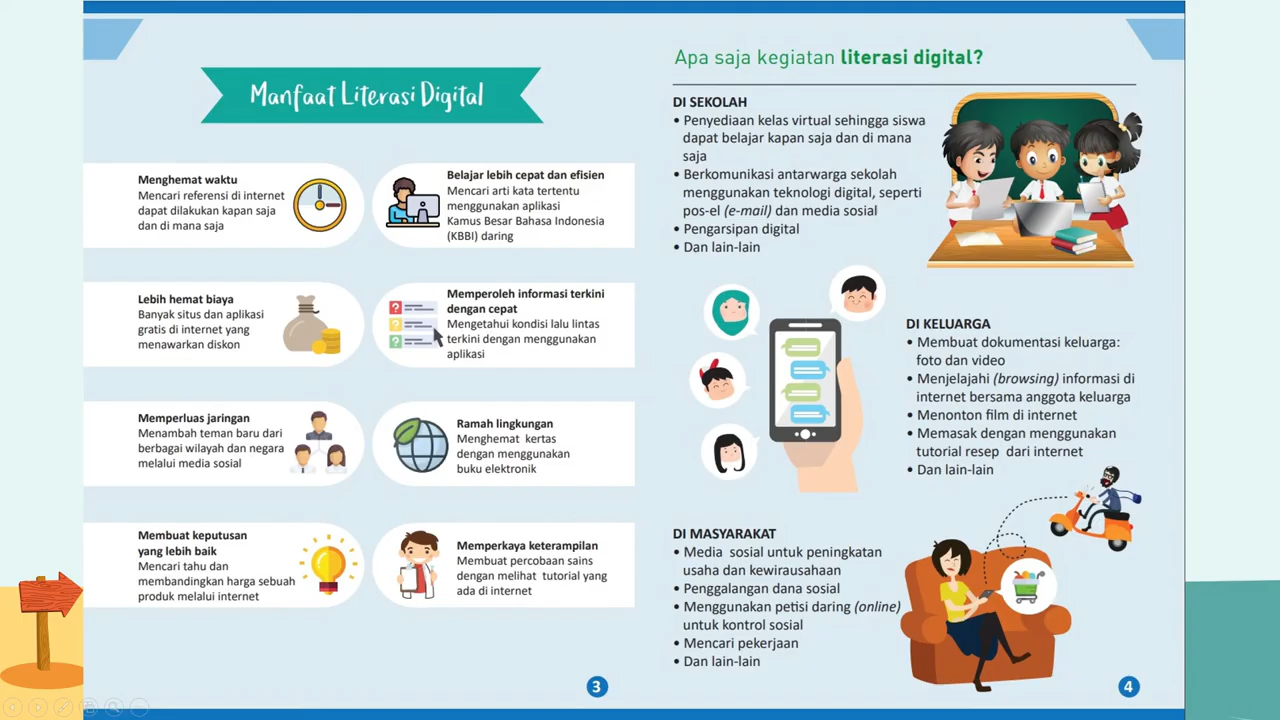 Manfaat Literasi Digital
Menghemat waktu
Mencari referensi di internet
dapat dilakukan kapan saja
dan di mana saja
Belajar lebih cepat dan efisien
Mencari arti kata tertentu
menggunakan aplikasi
Kamus Besar Bahasa Indonesia
(KBBI) daring
Lebih hemat biaya
Banyak situs dan aplikasi
gratis di internet yang
menawarkan diskon
Memperoleh informasi terkini
dengan cepat
Mengetahui kondisi lalu lintas
terkini dengan menggunakan
aplikasi
Memperluas jaringan
Menambah teman baru dari
berbagai wilayah dan negara
melalui media sosial
Ramah lingkungan
Menghemat kertas
dengan menggunakan
buku elektronik
Membuat keputusan
yang lebih baik
Mencari tahu dan
membandingkan harga sebuah
produk melalui internet
Memperkaya keterampilan
Membuat percobaan sains
dengan melihat tutorial yang
ada di internet
3
Apa saja kegiatan literasi digital?
DI SEKOLAH
• Penyediaan kelas virtual sehingga siswa
dapat belajar kapan saja dan di mana
saja
• Berkomunikasi antarwarga sekolah
menggunakan teknologi digital, seperti
pos-el (e-mail) dan media sosial
• Pengarsipan digital
• Dan lain-lain
? 
?
?
DI KELUARGA
• Membuat dokumentasi keluarga:
foto dan video
• Menjelajahi (browsing) informasi di
internet bersama anggota keluarga
• Menonton film di internet
• Memasak dengan menggunakan
tutorial resep dari internet
• Dan lain-lain
DI MASYARAKAT
• Media sosial untuk peningkatan
usaha dan kewirausahaan
• Penggalangan dana sosial
• Menggunakan petisi daring (online)
untuk kontrol sosial
• Mencari pekerjaan
• Dan lain-lain
4